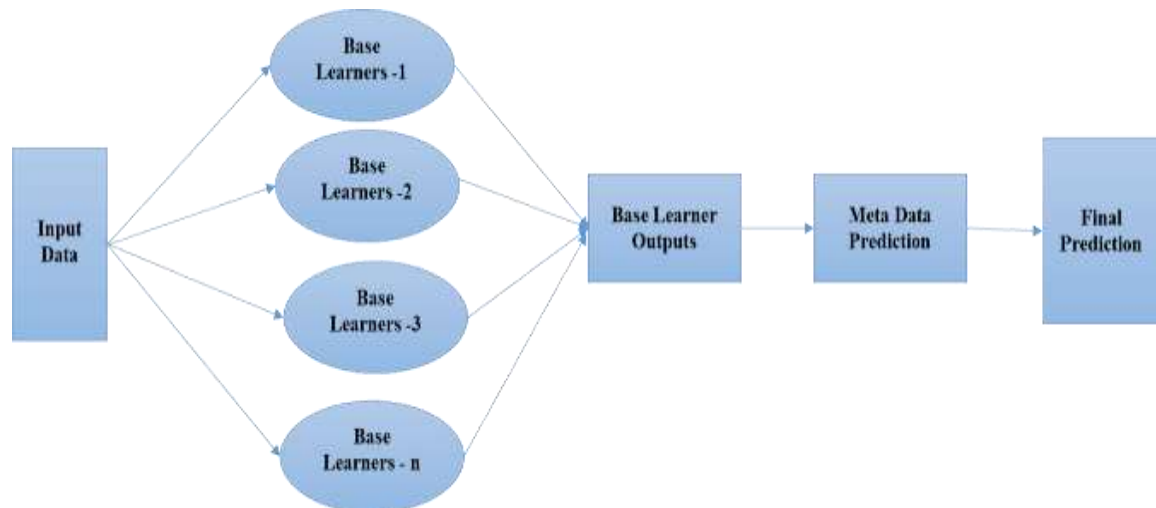 Input
Data
Base
Learners -1
Base
Learners -2
Base
Learners -3
Base
Learners - n
Base Learner
Outputs
Meta Data
Prediction
Final
Prediction